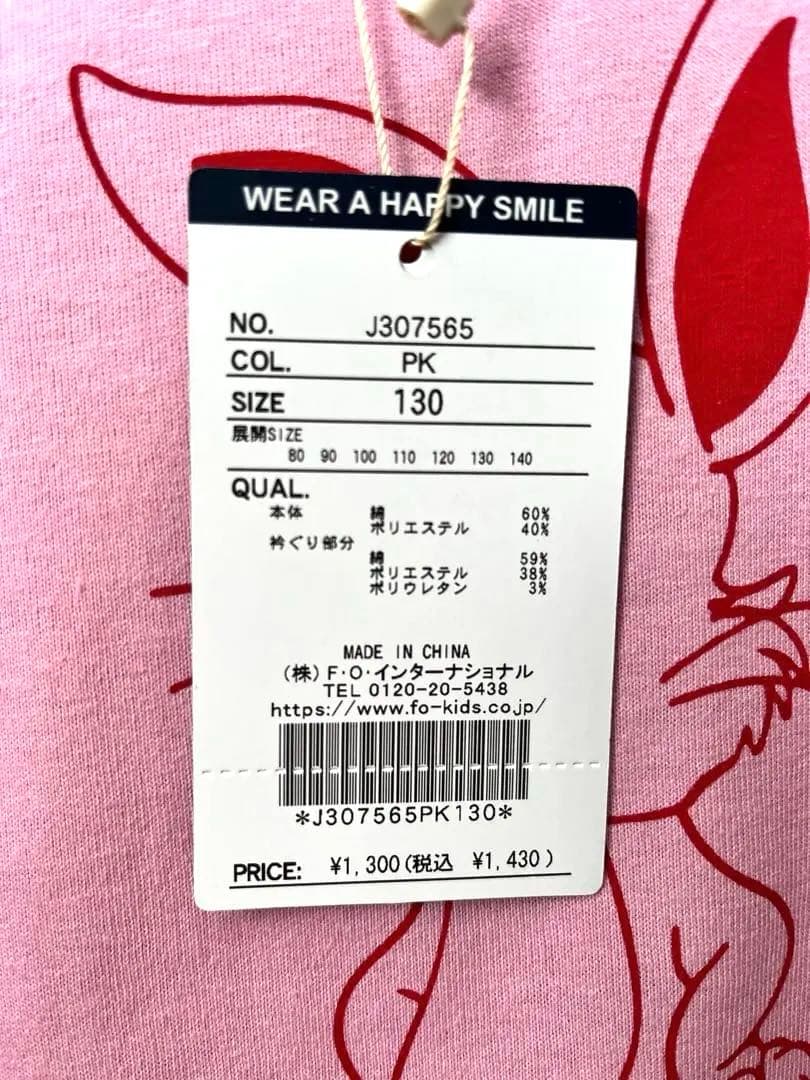 WEAR A HAPPY SMILE
NO. J307565
COL. PK
SIZE 130
展開SIZE
80 90 100 110 120 130 140
QUAL.
本体 綿 60%
ポリエステル 40%
衿ぐり部分
綿 59%
ポリエステル 38%
ポリウレタン 3%
MADE IN CHINA
(株)F・O・インターナショナル
TEL 0120-20-5438
https://www.fo-kids.co.jp/
*J307565PK130*
PRICE: ¥1,300(税込 ¥1,430)